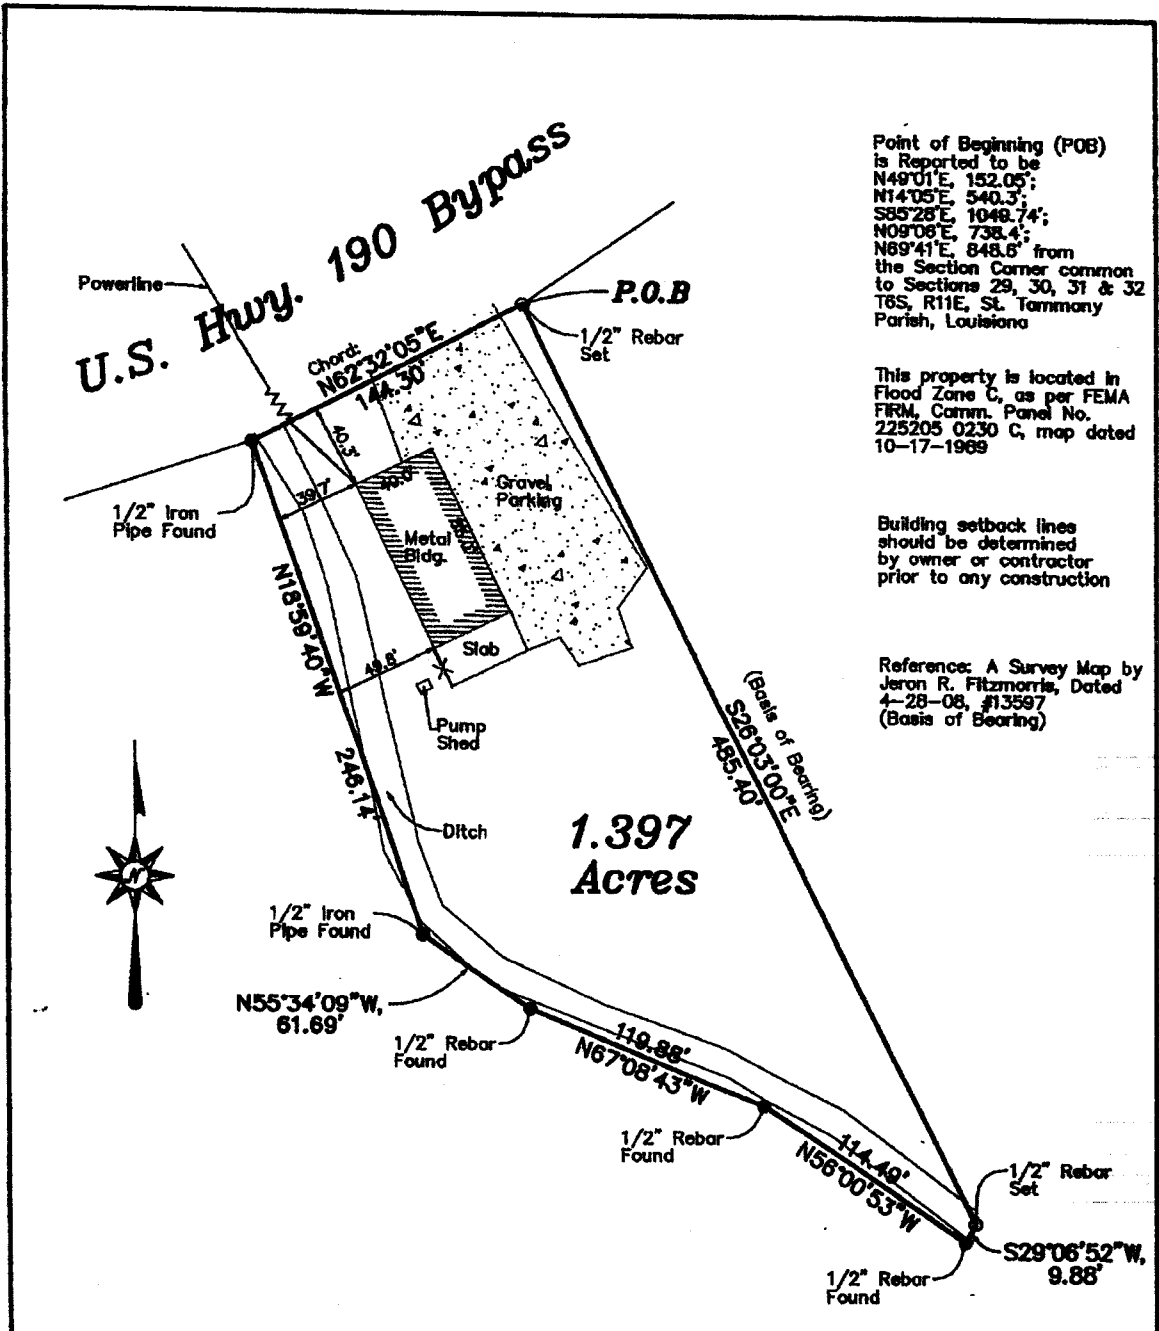 U.S. Hwy. 190 Bypass
Point of Beginning (POB)
is Reported to be
N49°01'E, 152.05';
N14°05'E, 540.3';
S85°28'E, 1049.74';
N09°06'E, 738.4';
N69°41'E, 848.6' from
the Section Corner common
to Sections 29, 30, 31 & 32
T6S, R11E, St. Tammany
Parish, Louisiana
This property is located in
Flood Zone C, as per FEMA
FIRM, Comm. Panel No.
225205 0230 C, map dated
10-17-1989
Building setback lines
should be determined
by owner or contractor
prior to any construction
Reference: A Survey Map by
Jeron R. Fitzmorris, Dated
4-28-08, #13597
(Basis of Bearing)
Powerline
P.O.B
1/2" Rebar
Set
Chord:
N62°32'05"E
144.30'
40.3'
39.7'
40.0'
1/2" Iron
Pipe Found
Gravel
Parking
Metal
Bldg.
N18°59'40"W
246.14'
49.8'
Slab
Pump
Shed
(Basis of Bearing)
S26°03'00"E
485.40'
Ditch
1.397
Acres
N
1/2" Iron
Pipe Found
N55°34'09"W,
61.69'
1/2" Rebar
Found
119.88'
N67°08'43"W
1/2" Rebar
Found
114.49'
N56°00'53"W
1/2" Rebar
Set
S29°06'52"W,
9.88'
1/2" Rebar
Found